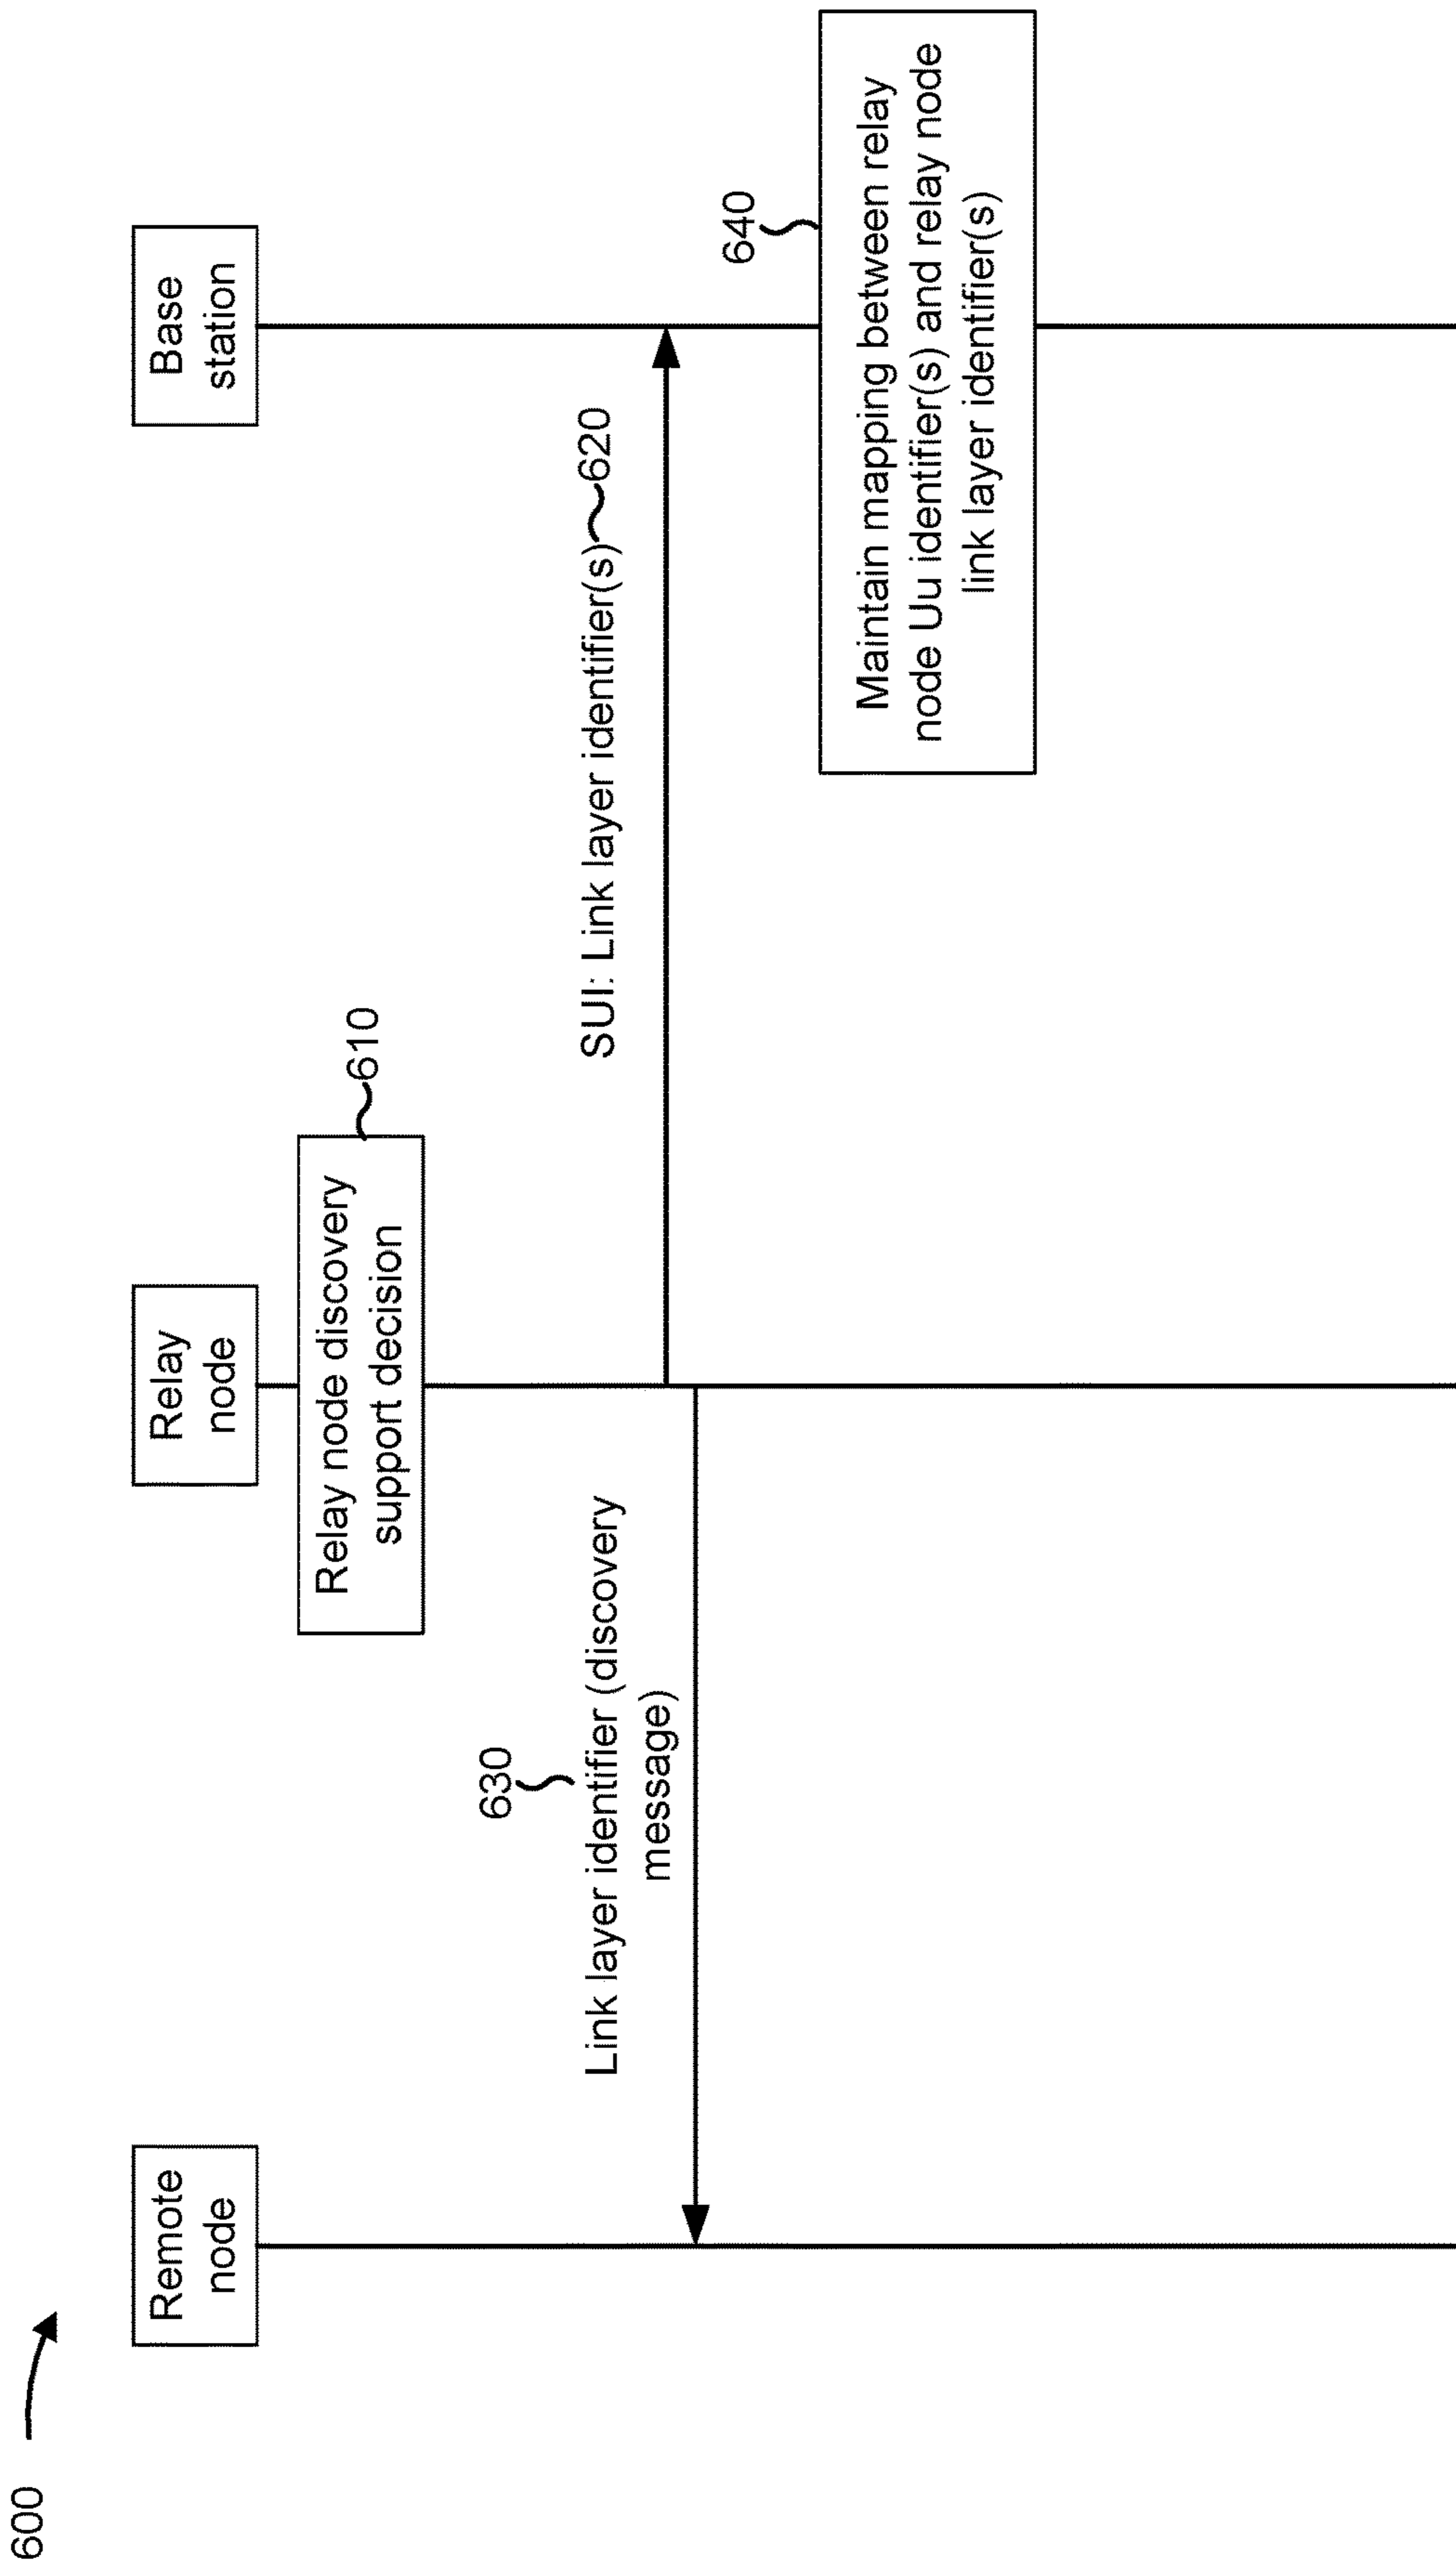 600
Remote
node
Relay
node
Base
station
Relay node discovery
support decision
610
SUI: Link layer identifier(s)
620
630
Link layer identifier (discovery
message)
640
Maintain mapping between relay
node Uu identifier(s) and relay node
link layer identifier(s)